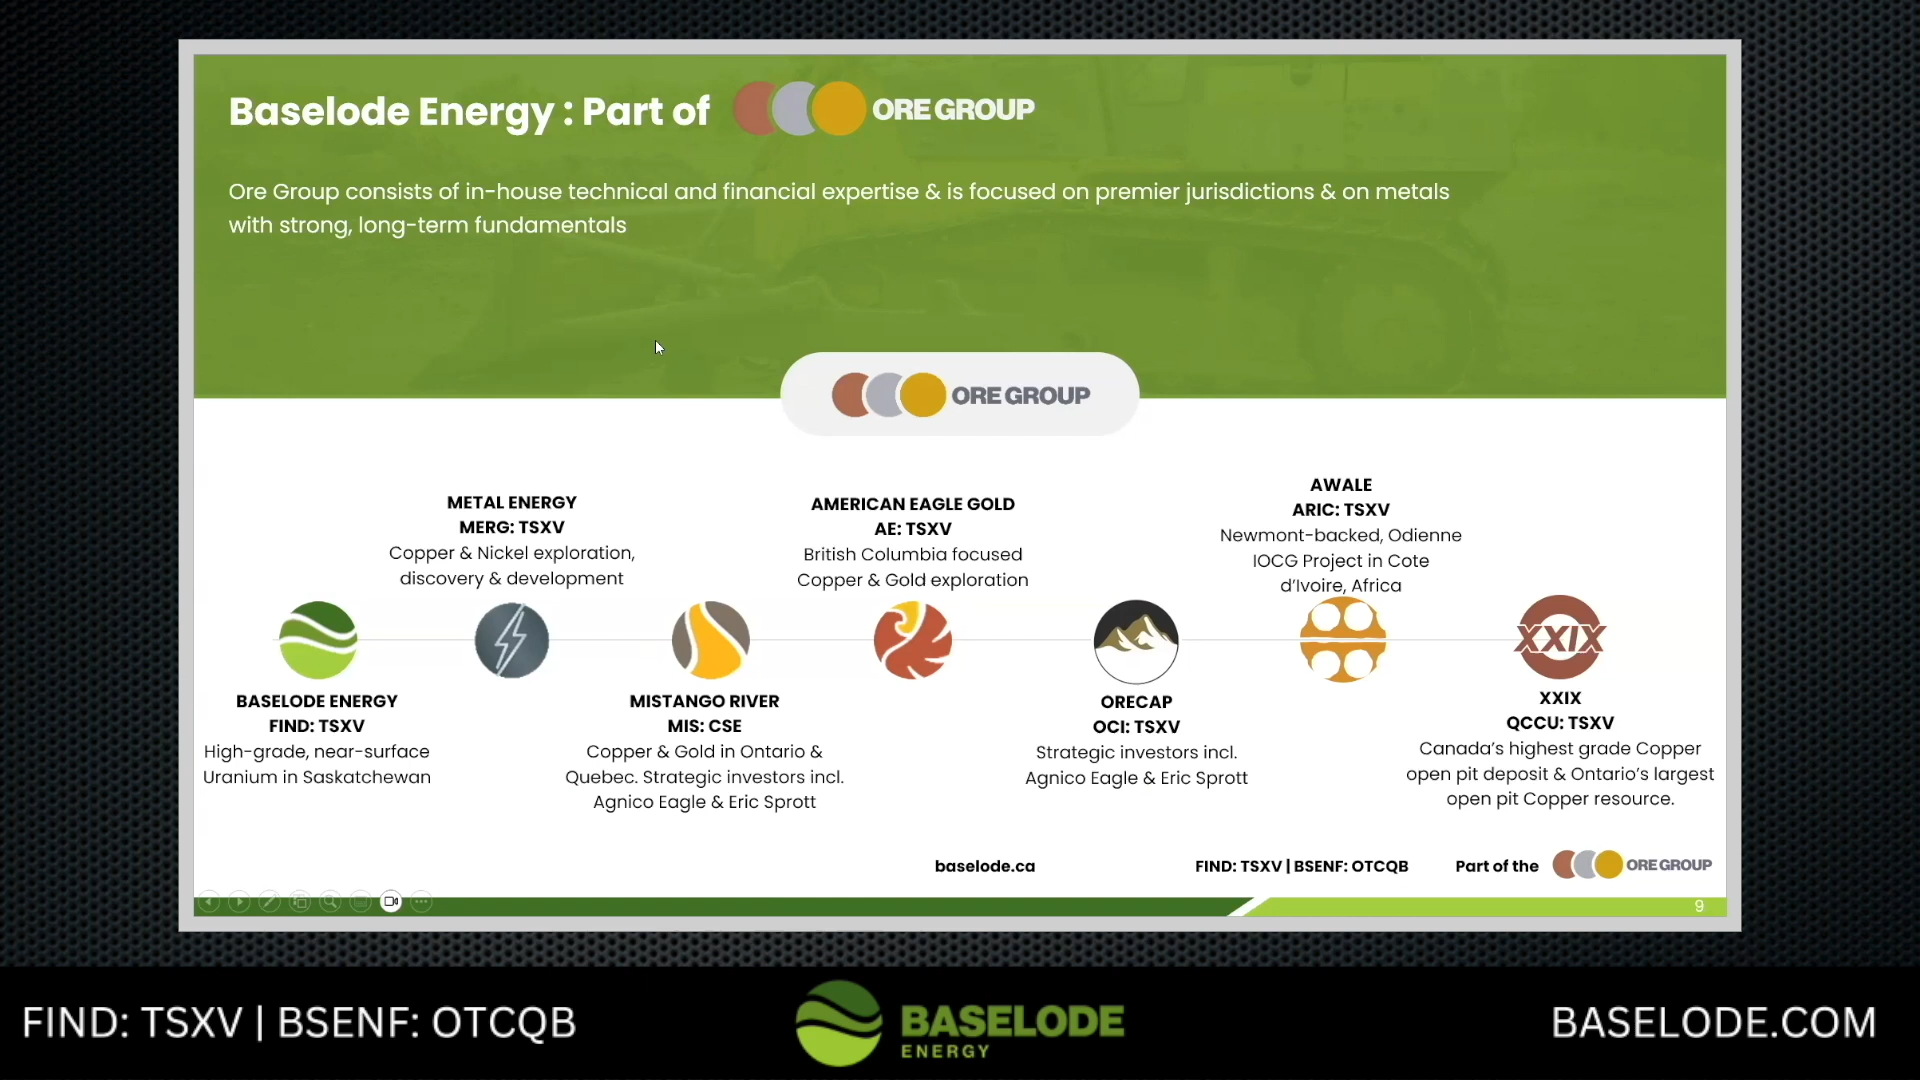 Baselode Energy : Part of ORE GROUP
Ore Group consists of in-house technical and financial expertise & is focused on premier jurisdictions & on metals
with strong, long-term fundamentals
ORE GROUP
METAL ENERGY
MERG: TSXV
Copper & Nickel exploration,
discovery & development
AMERICAN EAGLE GOLD
AE: TSXV
British Columbia focused
Copper & Gold exploration
AWALE
ARIC: TSXV
Newmont-backed, Odienne
IOCG Project in Cote
d’Ivoire, Africa
XXIX
BASELODE ENERGY
FIND: TSXV
High-grade, near-surface
Uranium in Saskatchewan
MISTANGO RIVER
MIS: CSE
Copper & Gold in Ontario &
Quebec. Strategic investors incl.
Agnico Eagle & Eric Sprott
ORECAP
OCI: TSXV
Strategic investors incl.
Agnico Eagle & Eric Sprott
XXIX
QCCU: TSXV
Canada’s highest grade Copper
open pit deposit & Ontario’s largest
open pit Copper resource.
baselode.ca
FIND: TSXV | BSENF: OTCQB
Part of the ORE GROUP
9
FIND: TSXV | BSENF: OTCQB
BASELODE
ENERGY
BASELODE.COM